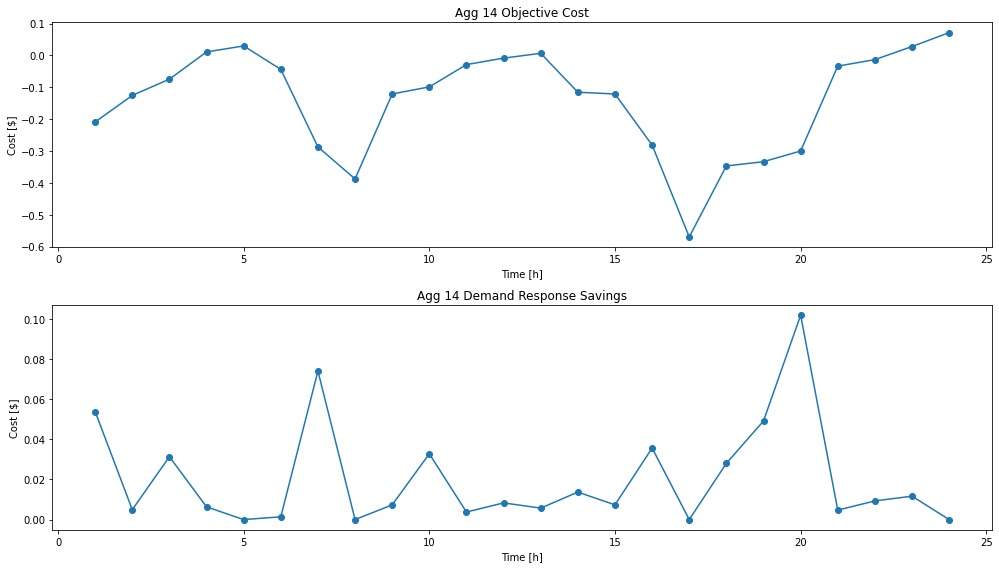 Agg 14 Objective Cost
Cost [$]
0.1
0.0
−0.1
−0.2
−0.3
−0.4
−0.5
−0.6
0 5 10 15 20 25
Time [h]
Agg 14 Demand Response Savings
Cost [$]
0.10
0.08
0.06
0.04
0.02
0.00
0 5 10 15 20 25
Time [h]